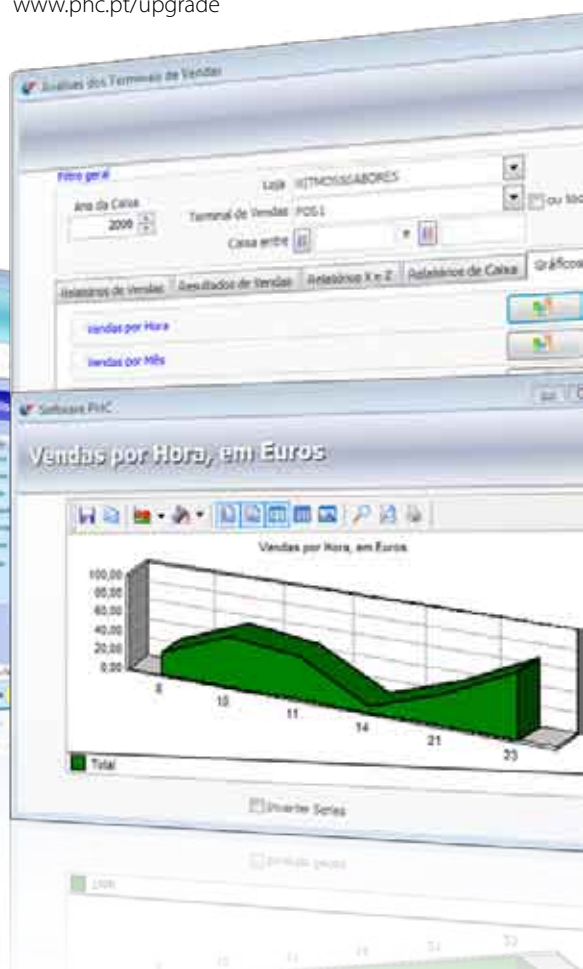 www.phc.pt/upgrade
Análises dos Terminais de Vendas
Filtro geral
Ano da Caixa
2009
Loja
Terminal de Vendas POS1
Caixa entre
e
ou
Relatórios de Vendas
Resultados de Vendas
Relatórios X e Z
Relatórios de Caixa
Gráficos
Vendas por Hora
Vendas por Mês
Software PHC
Vendas por Hora, em Euros
Vendas por Hora, em Euros
100,00
80,00
60,00
40,00
20,00
0,00
8
10
11
14
21
23
Total
Inverter Series